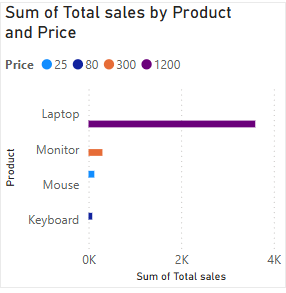 Sum of Total sales by Product
and Price
Price 25 80 300 1200
Laptop
Monitor
Mouse
Keyboard
Product
0K 2K 4K
Sum of Total sales